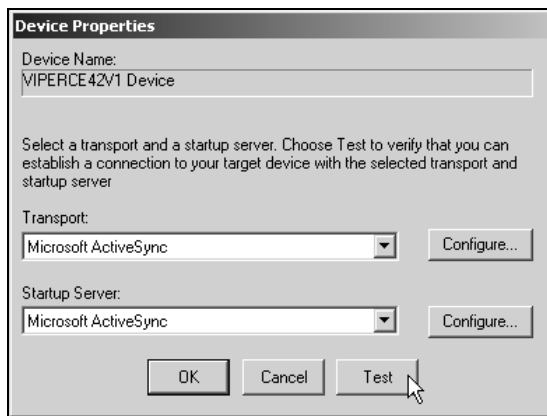 Device Properties
Device Name:
VIPERCE42V1 Device
Select a transport and a startup server. Choose Test to verify that you can
establish a connection to your target device with the selected transport and
startup server
Transport:
Microsoft ActiveSync
Configure...
Startup Server:
Microsoft ActiveSync
Configure...
OK
Cancel
Test